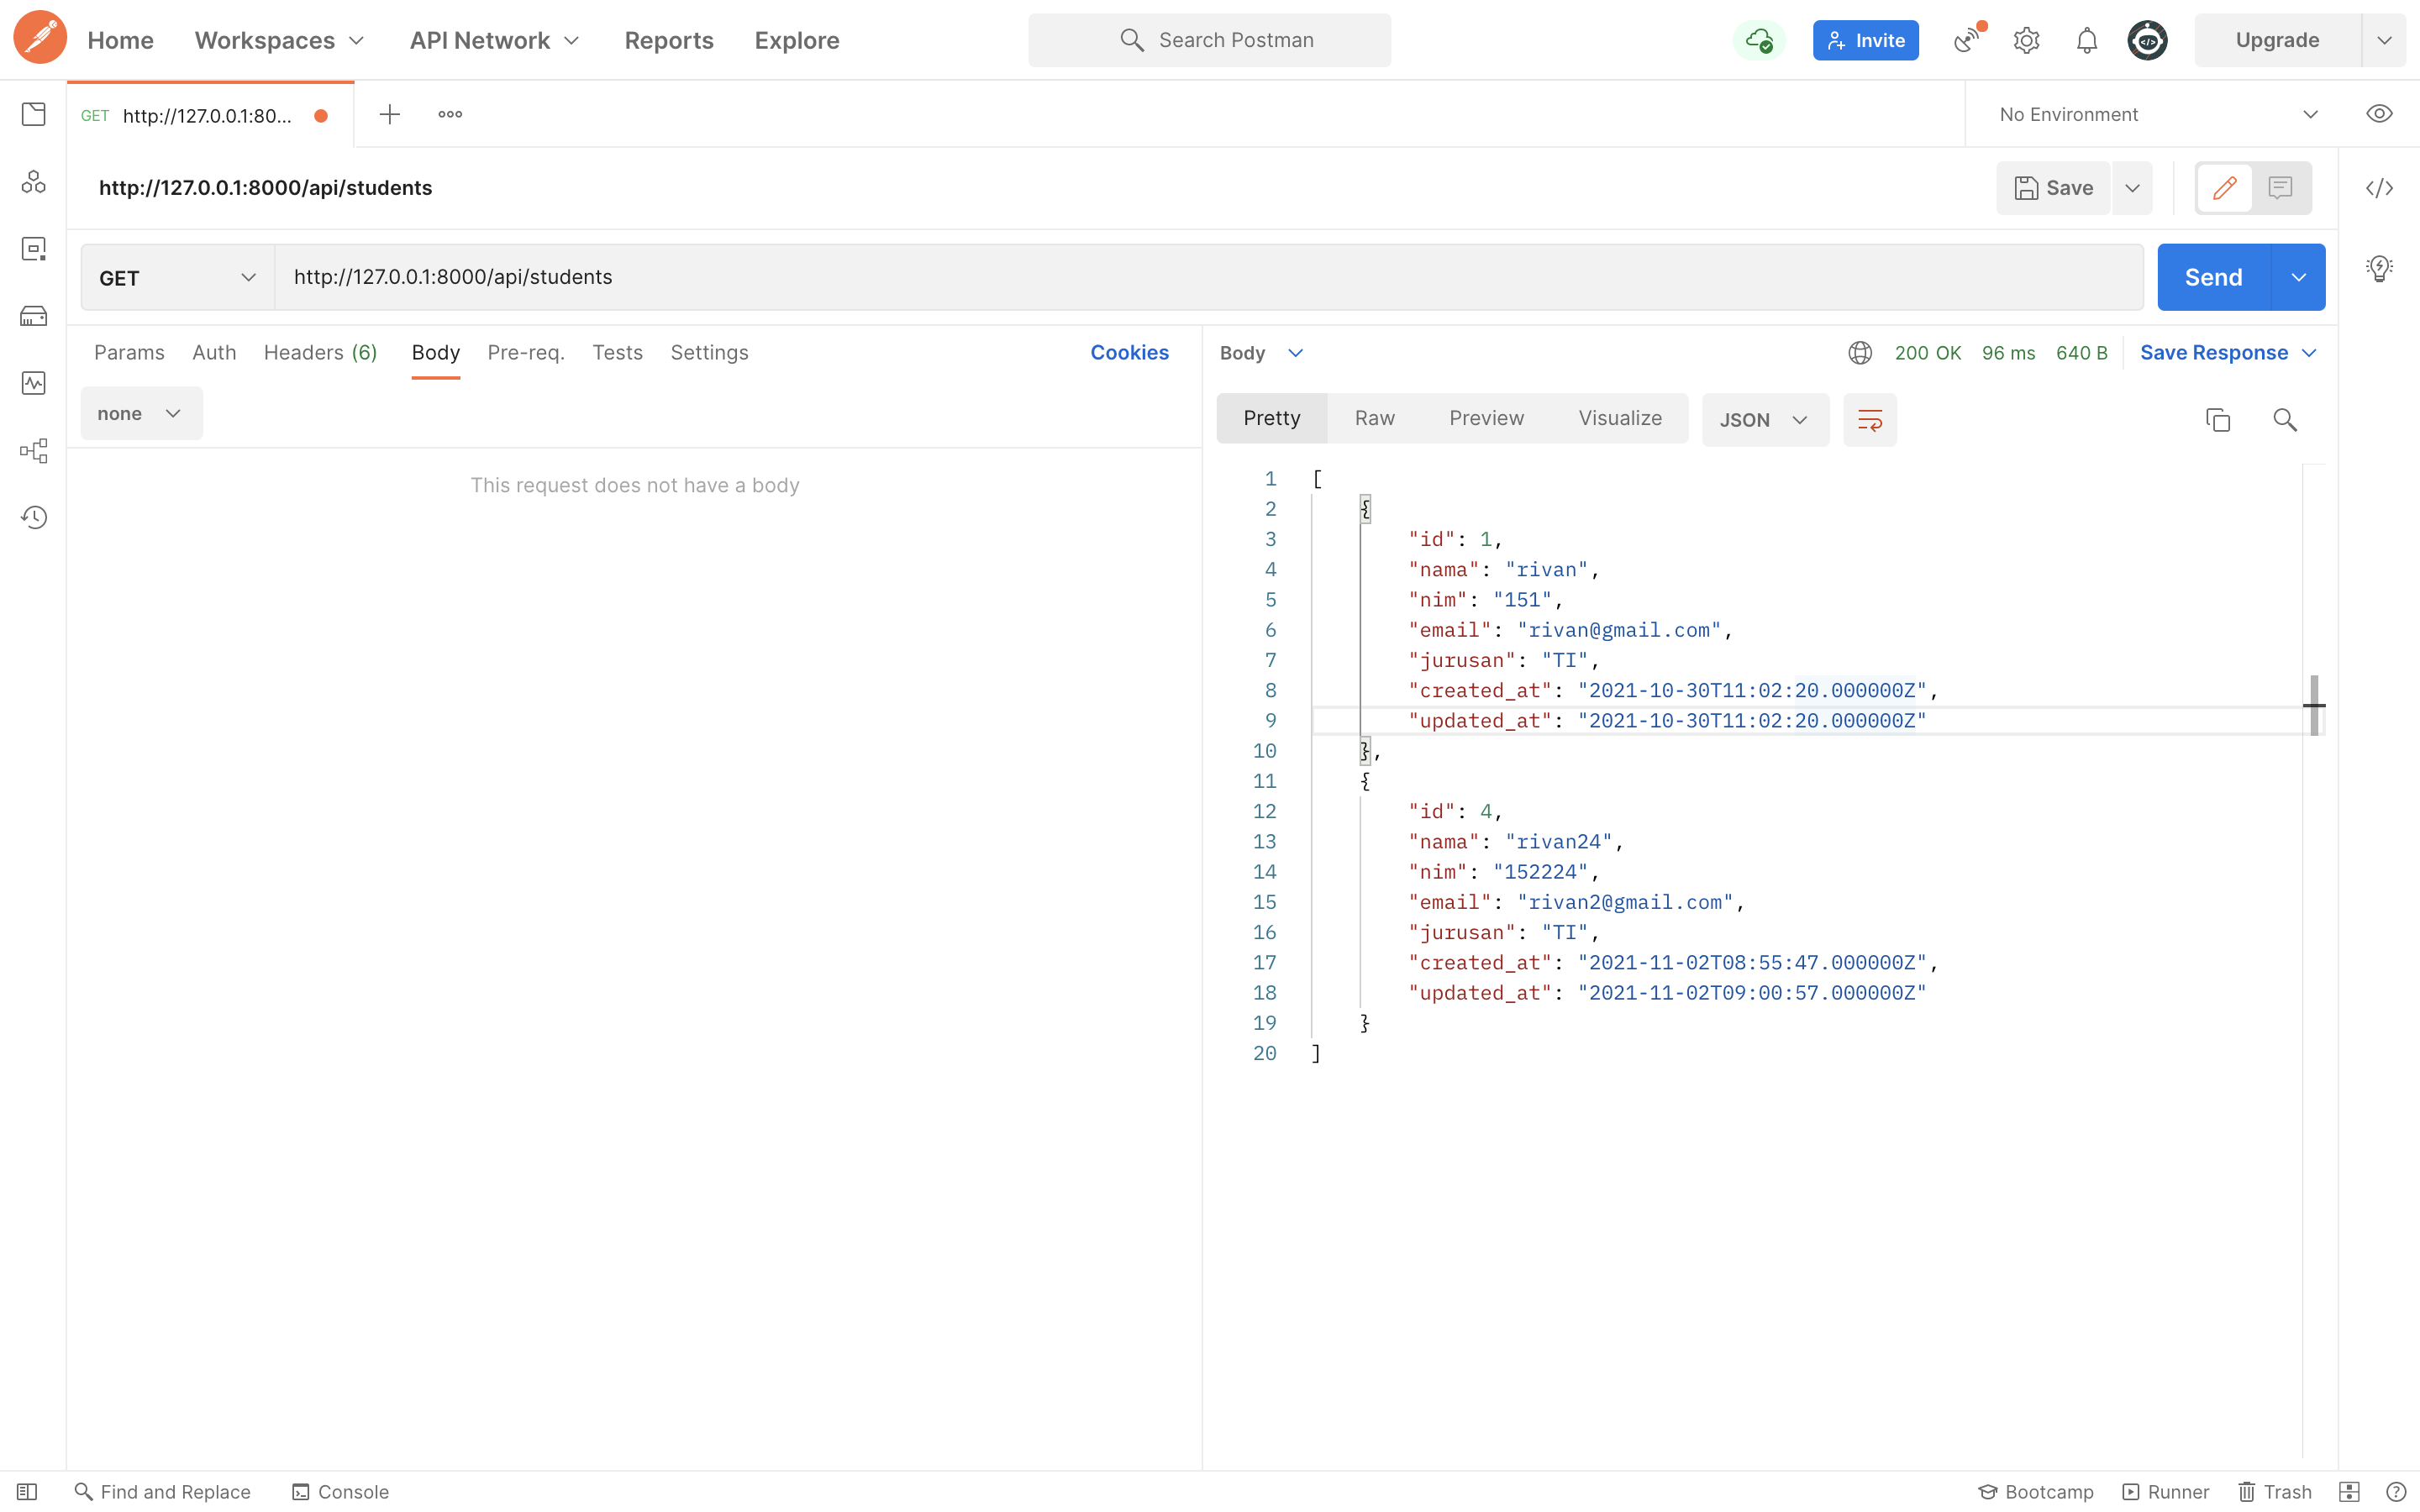 Home Workspaces API Network Reports Explore Search Postman Invite Upgrade
GET http://127.0.0.1:80... No Environment
http://127.0.0.1:8000/api/students Save
GET http://127.0.0.1:8000/api/students Send
Params Auth Headers (6) Body Pre-req. Tests Settings Cookies
none
This request does not have a body
Body 200 OK 96 ms 640 B Save Response
Pretty Raw Preview Visualize JSON
1 [
2 {
3 "id": 1,
4 "nama": "rivan",
5 "nim": "151",
6 "email": "rivan@gmail.com",
7 "jurusan": "TI",
8 "created_at": "2021-10-30T11:02:20.000000Z",
9 "updated_at": "2021-10-30T11:02:20.000000Z"
10 },
11 {
12 "id": 4,
13 "nama": "rivan24",
14 "nim": "152224",
15 "email": "rivan2@gmail.com",
16 "jurusan": "TI",
17 "created_at": "2021-11-02T08:55:47.000000Z",
18 "updated_at": "2021-11-02T09:00:57.000000Z"
19 }
20 ]
Find and Replace Console Bootcamp Runner Trash